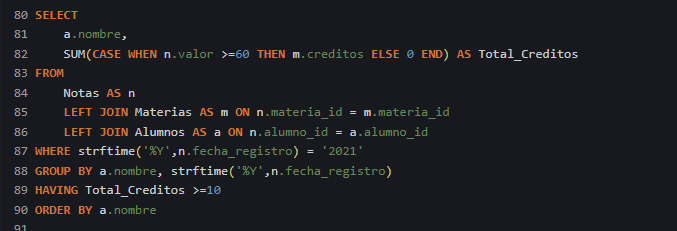 80 SELECT
81 a.nombre,
82 SUM(CASE WHEN n.valor >=60 THEN m.creditos ELSE 0 END) AS Total_Creditos
83 FROM
84 Notas AS n
85 LEFT JOIN Materias AS m ON n.materia_id = m.materia_id
86 LEFT JOIN Alumnos AS a ON n.alumno_id = a.alumno_id
87 WHERE strftime('%Y',n.fecha_registro) = '2021'
88 GROUP BY a.nombre, strftime('%Y',n.fecha_registro)
89 HAVING Total_Creditos >=10
90 ORDER BY a.nombre
91